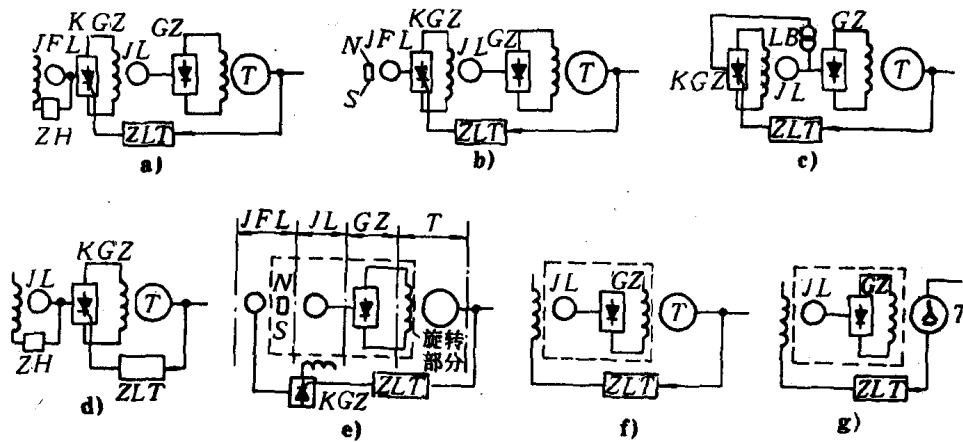 KGZ
JFL
JL
GZ
T
ZH
ZLT
a)
KGZ
N
JFL
JL
GZ
S
T
ZLT
b)
GZ
LB
KGZ
JL
T
ZLT
c)
KGZ
JL
T
ZH
ZLT
d)
JFL JL GZ T
N
S
旋转
部分
ZLT
KGZ
e)
JL
GZ
T
ZLT
f)
JL
GZ
T
ZLT
g)